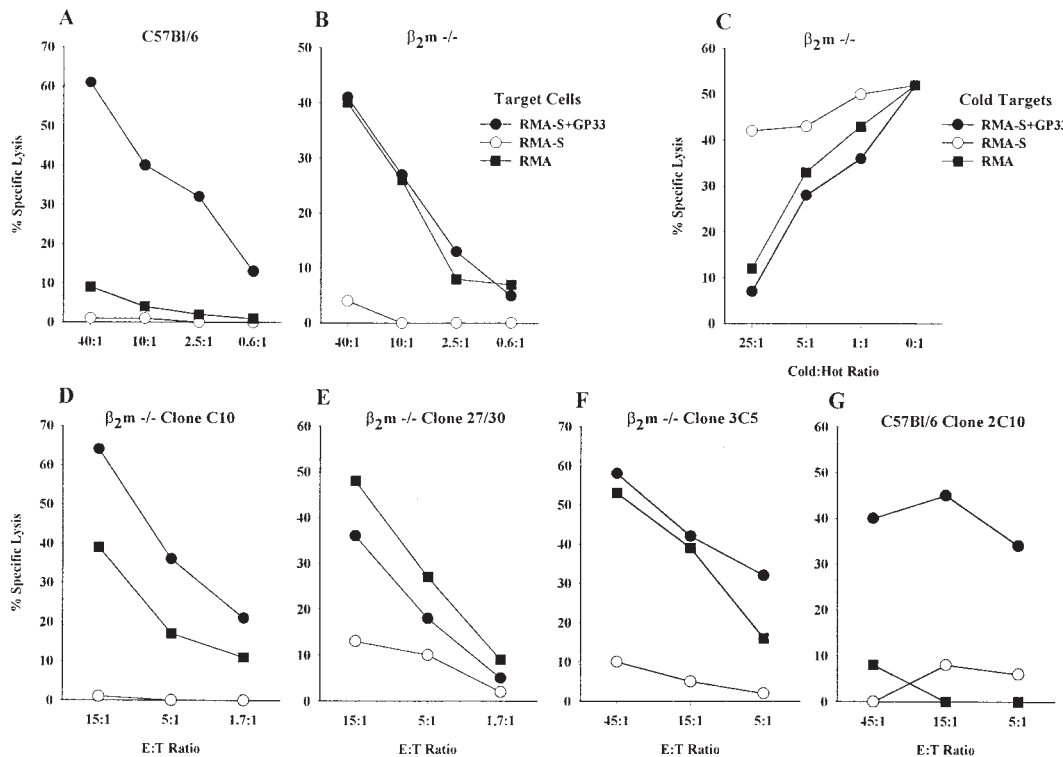 A
C57Bl/6
70
60
50
40
30
20
10
0
% Specific Lysis
40:1 10:1 2.5:1 0.6:1
B
β2m -/-
50
40
30
20
10
0
40:1 10:1 2.5:1 0.6:1
Target Cells
RMA-S+GP33
RMA-S
RMA
C
β2m -/-
60
50
40
30
20
10
0
% Specific Lysis
25:1 5:1 1:1 0:1
Cold:Hot Ratio
Cold Targets
RMA-S+GP33
RMA-S
RMA
D
β2m -/- Clone C10
70
60
50
40
30
20
10
0
% Specific Lysis
15:1 5:1 1.7:1
E:T Ratio
E
β2m -/- Clone 27/30
60
50
40
30
20
10
0
15:1 5:1 1.7:1
E:T Ratio
F
β2m -/- Clone 3C5
70
60
50
40
30
20
10
0
45:1 15:1 5:1
E:T Ratio
G
C57Bl/6 Clone 2C10
60
50
40
30
20
10
0
45:1 15:1 5:1
E:T Ratio